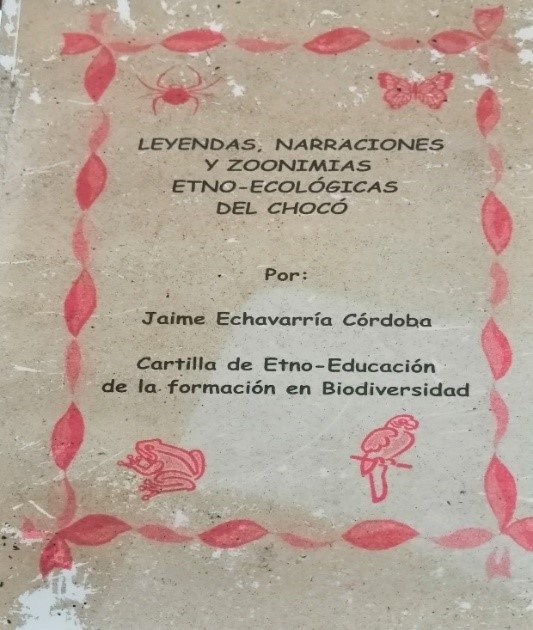 LEYENDAS, NARRACIONES
Y ZOONIMIAS
ETNO-ECOLÓGICAS
DEL CHOCÓ
Por:
Jaime Echavarría Córdoba
Cartilla de Etno-Educación
de la formación en Biodiversidad